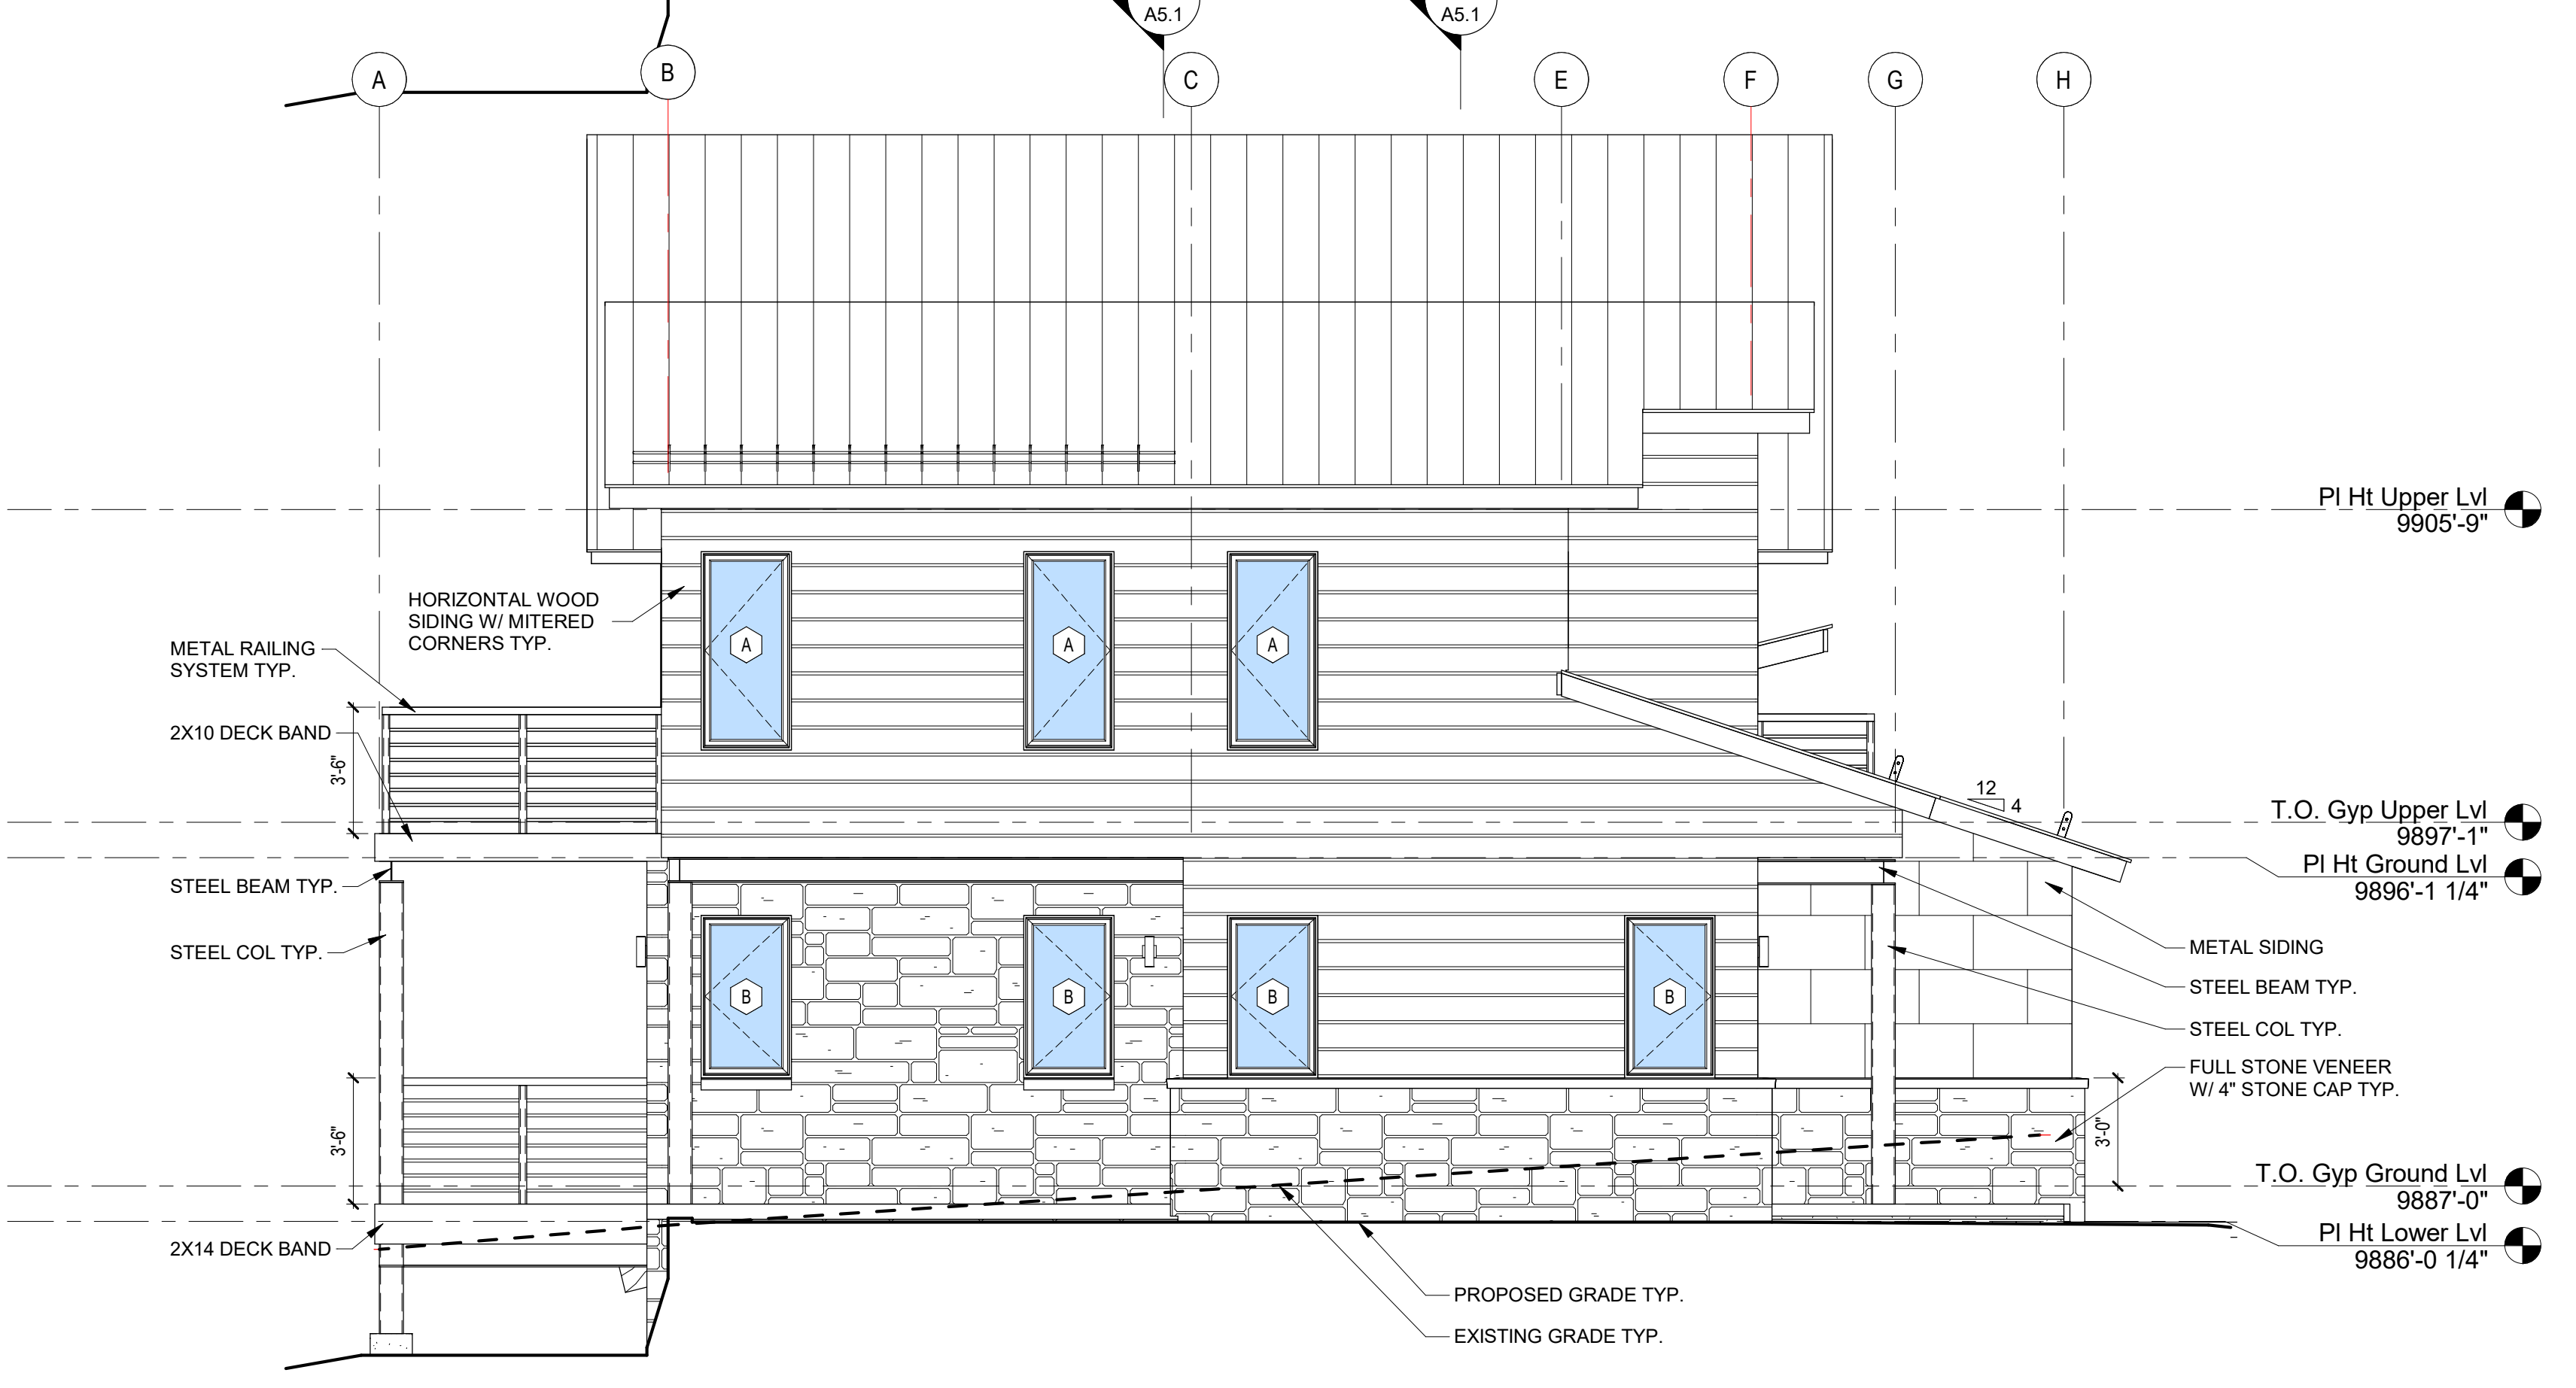 A5.1
A5.1
A
B
C
E
F
G
H
Pl Ht Upper Lvl
9905'-9"
HORIZONTAL WOOD
SIDING W/ MITERED
CORNERS TYP.
A
A
A
METAL RAILING
SYSTEM TYP.
2X10 DECK BAND
3'-6"
12
4
T.O. Gyp Upper Lvl
9897'-1"
Pl Ht Ground Lvl
9896'-1 1/4"
STEEL BEAM TYP.
STEEL COL TYP.
METAL SIDING
STEEL BEAM TYP.
STEEL COL TYP.
B
B
B
B
FULL STONE VENEER
W/ 4" STONE CAP TYP.
3'-6"
3'-0"
T.O. Gyp Ground Lvl
9887'-0"
2X14 DECK BAND
Pl Ht Lower Lvl
9886'-0 1/4"
PROPOSED GRADE TYP.
EXISTING GRADE TYP.